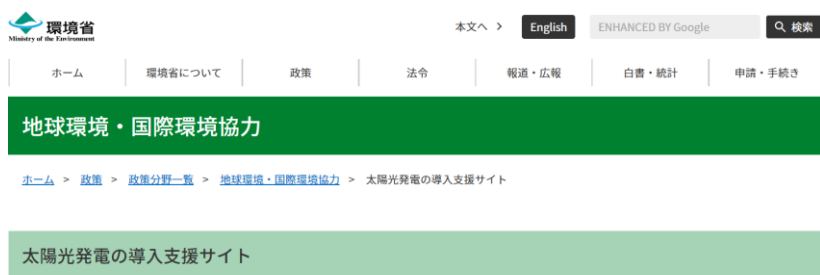 環境省
Ministry of the Environment
本文へ >
English
ENHANCED BY Google
検索
ホーム
環境省について
政策
法令
報道・広報
白書・統計
申請・手続き
地球環境・国際環境協力
ホーム > 政策 > 政策分野一覧 > 地球環境・国際環境協力 > 太陽光発電の導入支援サイト
太陽光発電の導入支援サイト